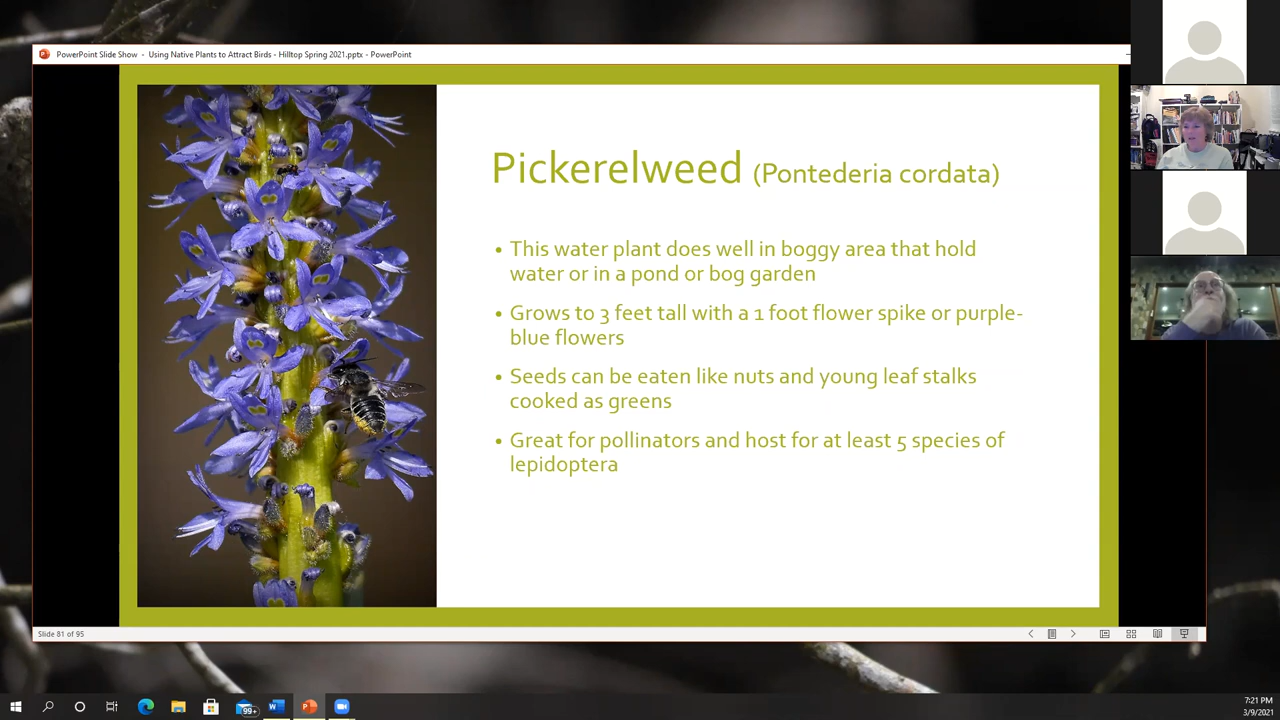 PowerPoint Slide Show - Using Native Plants to Attract Birds - Hilltop Spring 2021.pptx - PowerPoint
Pickerelweed (Pontederia cordata)
• This water plant does well in boggy area that hold
water or in a pond or bog garden
• Grows to 3 feet tall with a 1 foot flower spike or purple-
blue flowers
• Seeds can be eaten like nuts and young leaf stalks
cooked as greens
• Great for pollinators and host for at least 5 species of
lepidoptera
Slide 81 of 95
99+
7:21 PM
3/9/2021